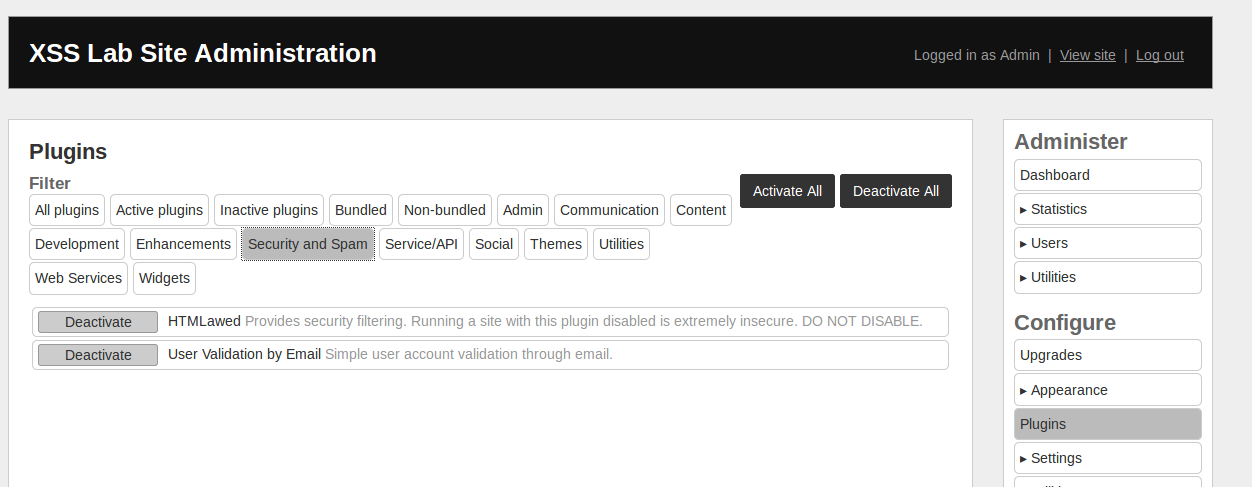 XSS Lab Site Administration
Logged in as Admin | View site | Log out
Plugins
Filter
Activate All Deactivate All
All plugins Active plugins Inactive plugins Bundled Non-bundled Admin Communication Content
Development Enhancements Security and Spam Service/API Social Themes Utilities
Web Services Widgets
Deactivate HTMLawed Provides security filtering. Running a site with this plugin disabled is extremely insecure. DO NOT DISABLE.
Deactivate User Validation by Email Simple user account validation through email.
Administer
Dashboard
▸ Statistics
▸ Users
▸ Utilities
Configure
Upgrades
▸ Appearance
Plugins
▸ Settings